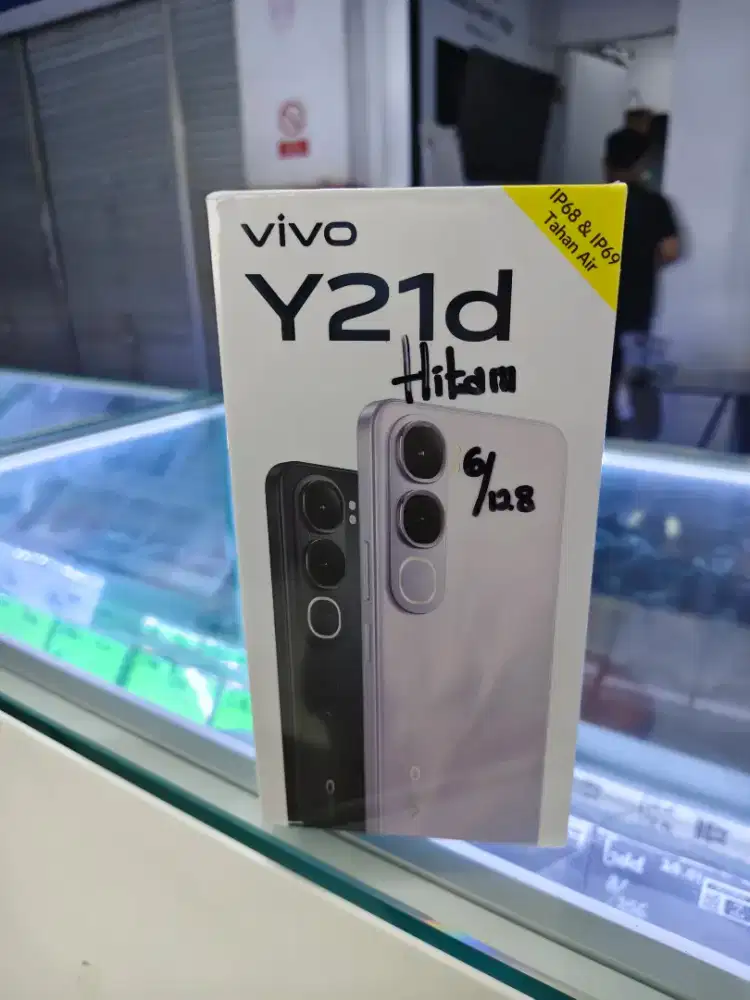 vivo
Y21d
IP68 & IP69
Tahan Air
Hitam
6/128